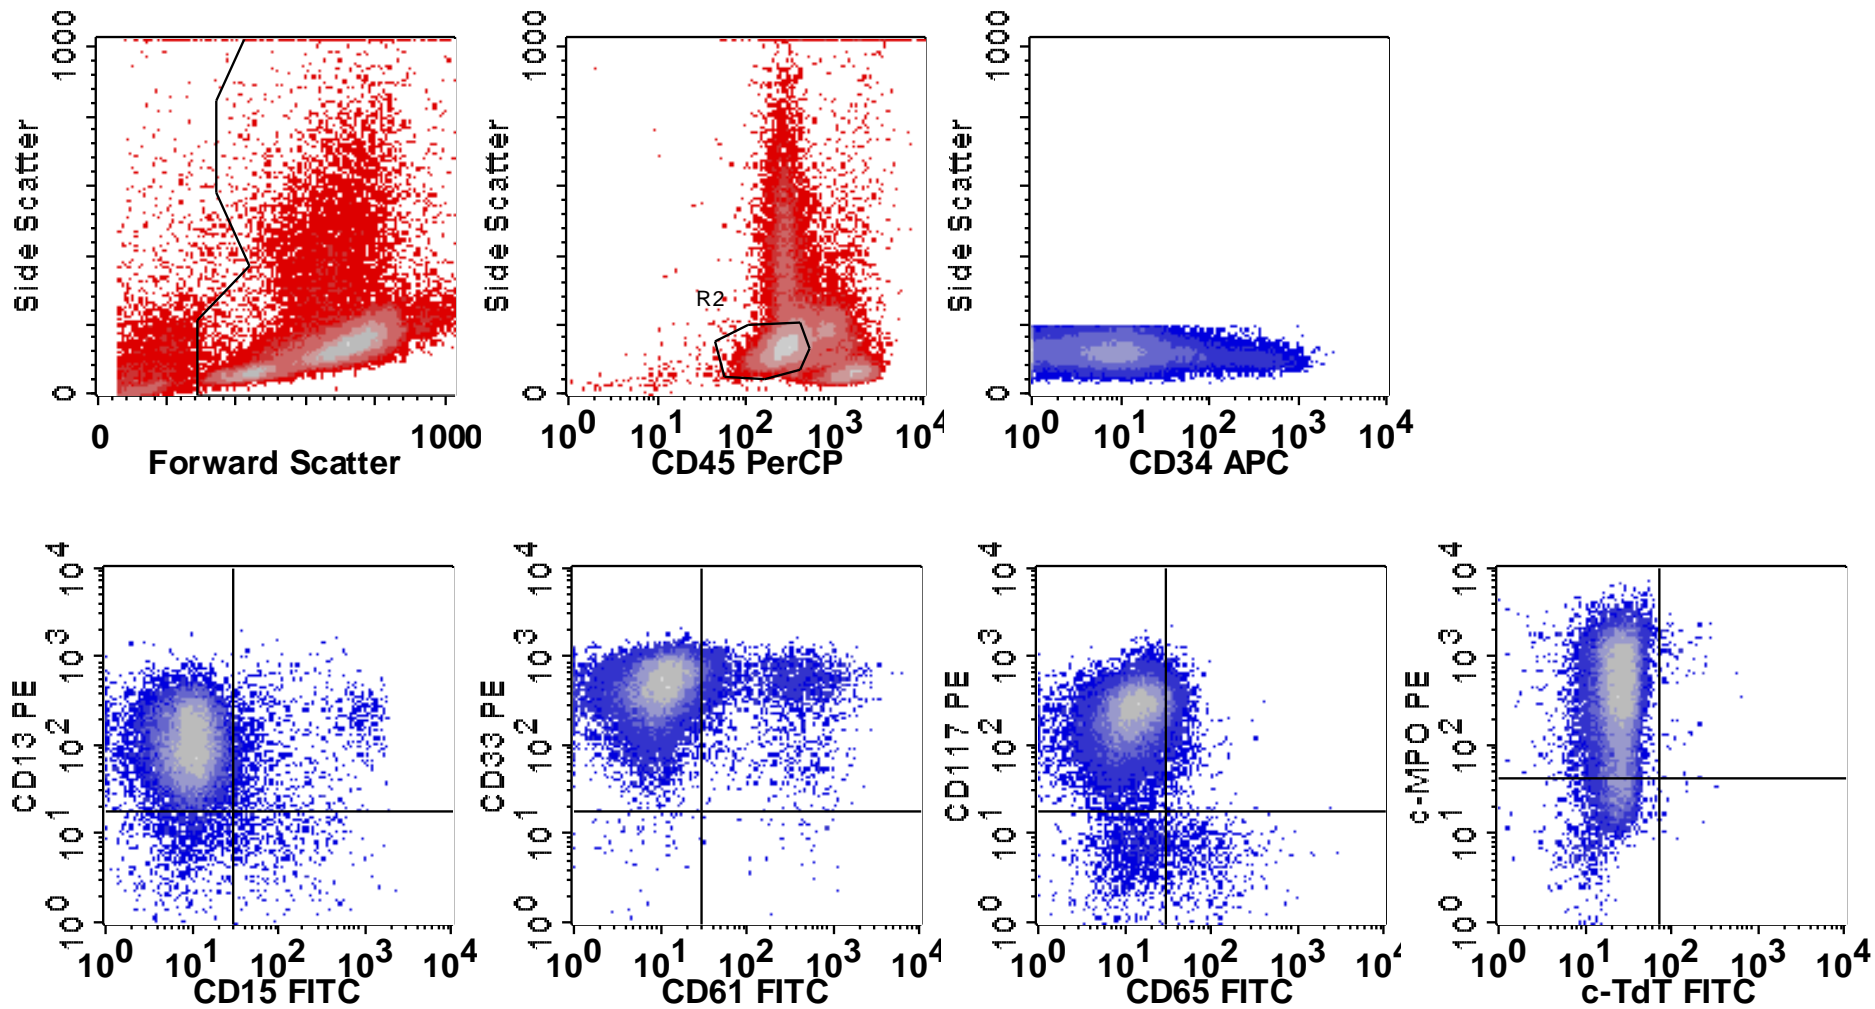 1000
Side Scatter
0
0 1000
Forward Scatter
1000
Side Scatter
0
R2
10^0 10^1 10^2 10^3 10^4
CD45 PerCP
1000
Side Scatter
0
10^0 10^1 10^2 10^3 10^4
CD34 APC
10^4
10^3
10^2
10^1
10^0
CD13 PE
10^0 10^1 10^2 10^3 10^4
CD15 FITC
10^4
10^3
10^2
10^1
10^0
CD33 PE
10^0 10^1 10^2 10^3 10^4
CD61 FITC
10^4
10^3
10^2
10^1
10^0
CD117 PE
10^0 10^1 10^2 10^3 10^4
CD65 FITC
10^4
10^3
10^2
10^1
10^0
c-MPO PE
10^0 10^1 10^2 10^3 10^4
c-TdT FITC